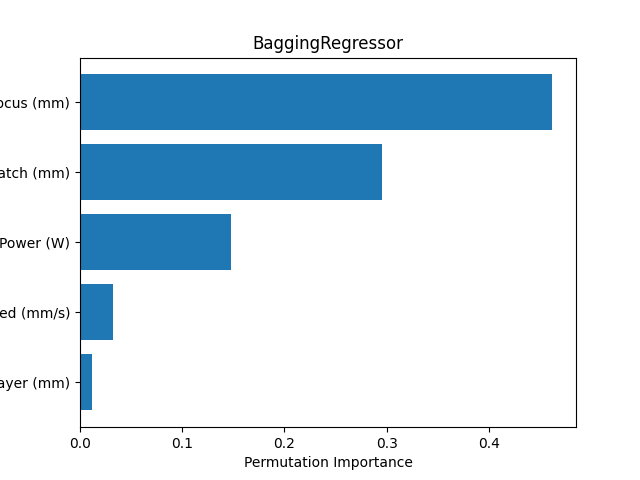 BaggingRegressor
ocus (mm)
atch (mm)
Power (W)
ed (mm/s)
ayer (mm)
0.0 0.1 0.2 0.3 0.4
Permutation Importance